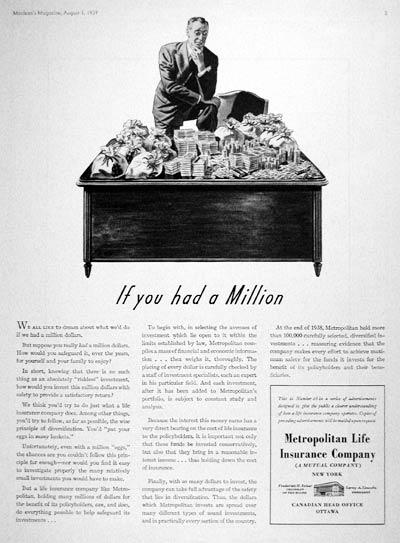 Maclean's Magazine, August 1, 1939
3
If you had a Million
WE ALL LIKE to dream about what we'd do
if we had a million dollars.
But suppose you really had a million dollars.
How would you safeguard it, over the years,
for yourself and your family to enjoy?
In short, knowing that there is no such
thing as an absolutely "riskless" investment,
how would you invest this million dollars with
safety to provide a satisfactory return?
We think you'd try to do just what a life
insurance company does. Among other things,
you'd try to follow, as far as possible, the wise
principle of diversification. You'd "put your
eggs in many baskets."
Unfortunately, even with a million "eggs,"
the chances are you couldn't follow this prin-
ciple far enough—nor would you find it easy
to investigate properly the many relatively
small investments you would have to make.
But a life insurance company like Metro-
politan, holding many millions of dollars for
the benefit of its policyholders, can, and does,
do everything possible to help safeguard its
investments . . .
To begin with, in selecting the avenues of
investment which lie open to it within the
limits established by law, Metropolitan com-
piles a mass of financial and economic informa-
tion . . . then weighs it, thoroughly. The
placing of every dollar is carefully checked by
a staff of investment specialists, each an expert
in his particular field. And each investment,
after it has been added to Metropolitan's
portfolio, is subject to constant study and
analysis.
Because the interest this money earns has a
very direct bearing on the cost of life insurance
to the policyholders, it is important not only
that these funds be invested conservatively,
but also that they bring in a reasonable in-
terest income . . . thus holding down the cost
of insurance.
Finally, with so many dollars to invest, the
company can take full advantage of the safety
that lies in diversification. Thus, the dollars
which Metropolitan invests are spread over
many different types of sound investments,
and in practically every section of the country.
At the end of 1938, Metropolitan held more
than 100,000 carefully selected, diversified in-
vestments . . . reassuring evidence that the
company makes every effort to achieve maxi-
mum safety for the funds it invests for the
benefit of its policyholders and their bene-
ficiaries.
This is Number 16 in a series of advertisements
designed to give the public a clearer understanding
of how a life insurance company operates. Copies of
preceding advertisements will be mailed upon request.
Metropolitan Life
Insurance Company
(A MUTUAL COMPANY)
NEW YORK
Frederick H. Ecker
CHAIRMAN
OF THE BOARD
Leroy A. Lincoln
PRESIDENT
CANADIAN HEAD OFFICE
OTTAWA